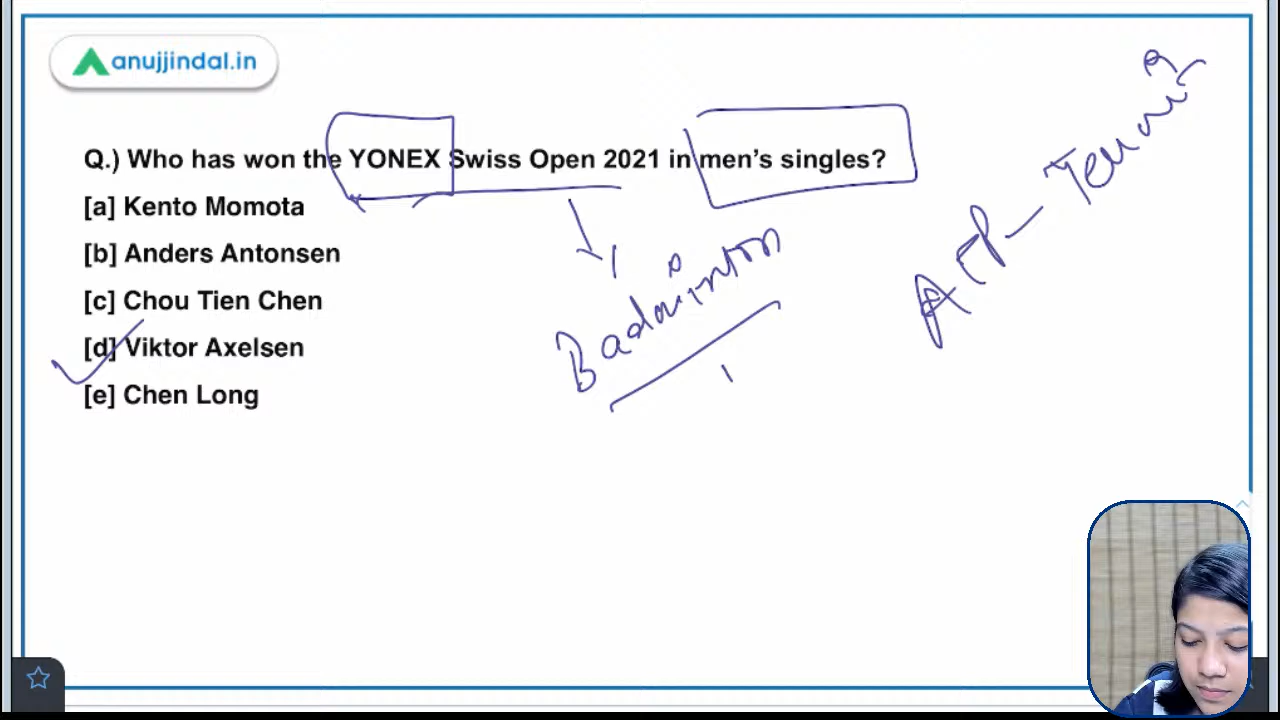 anujjindal.in
Q.) Who has won the YONEX Swiss Open 2021 in men's singles?
[a] Kento Momota
[b] Anders Antonsen
[c] Chou Tien Chen
[d] Viktor Axelsen
[e] Chen Long
Badminton
ATP - Tennis